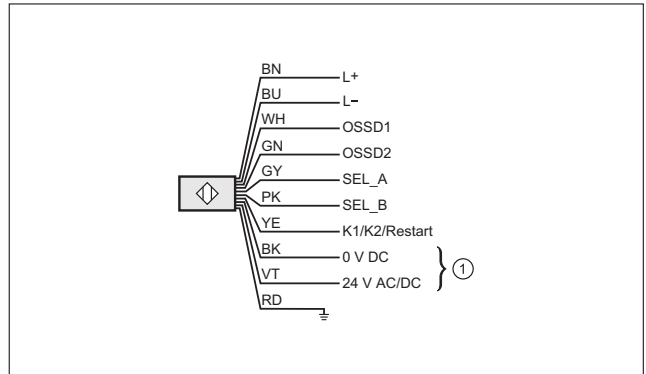 BN L+
BU L–
WH OSSD1
GN OSSD2
GY SEL_A
PK SEL_B
YE K1/K2/Restart
BK 0 V DC
VT 24 V AC/DC
1
RD